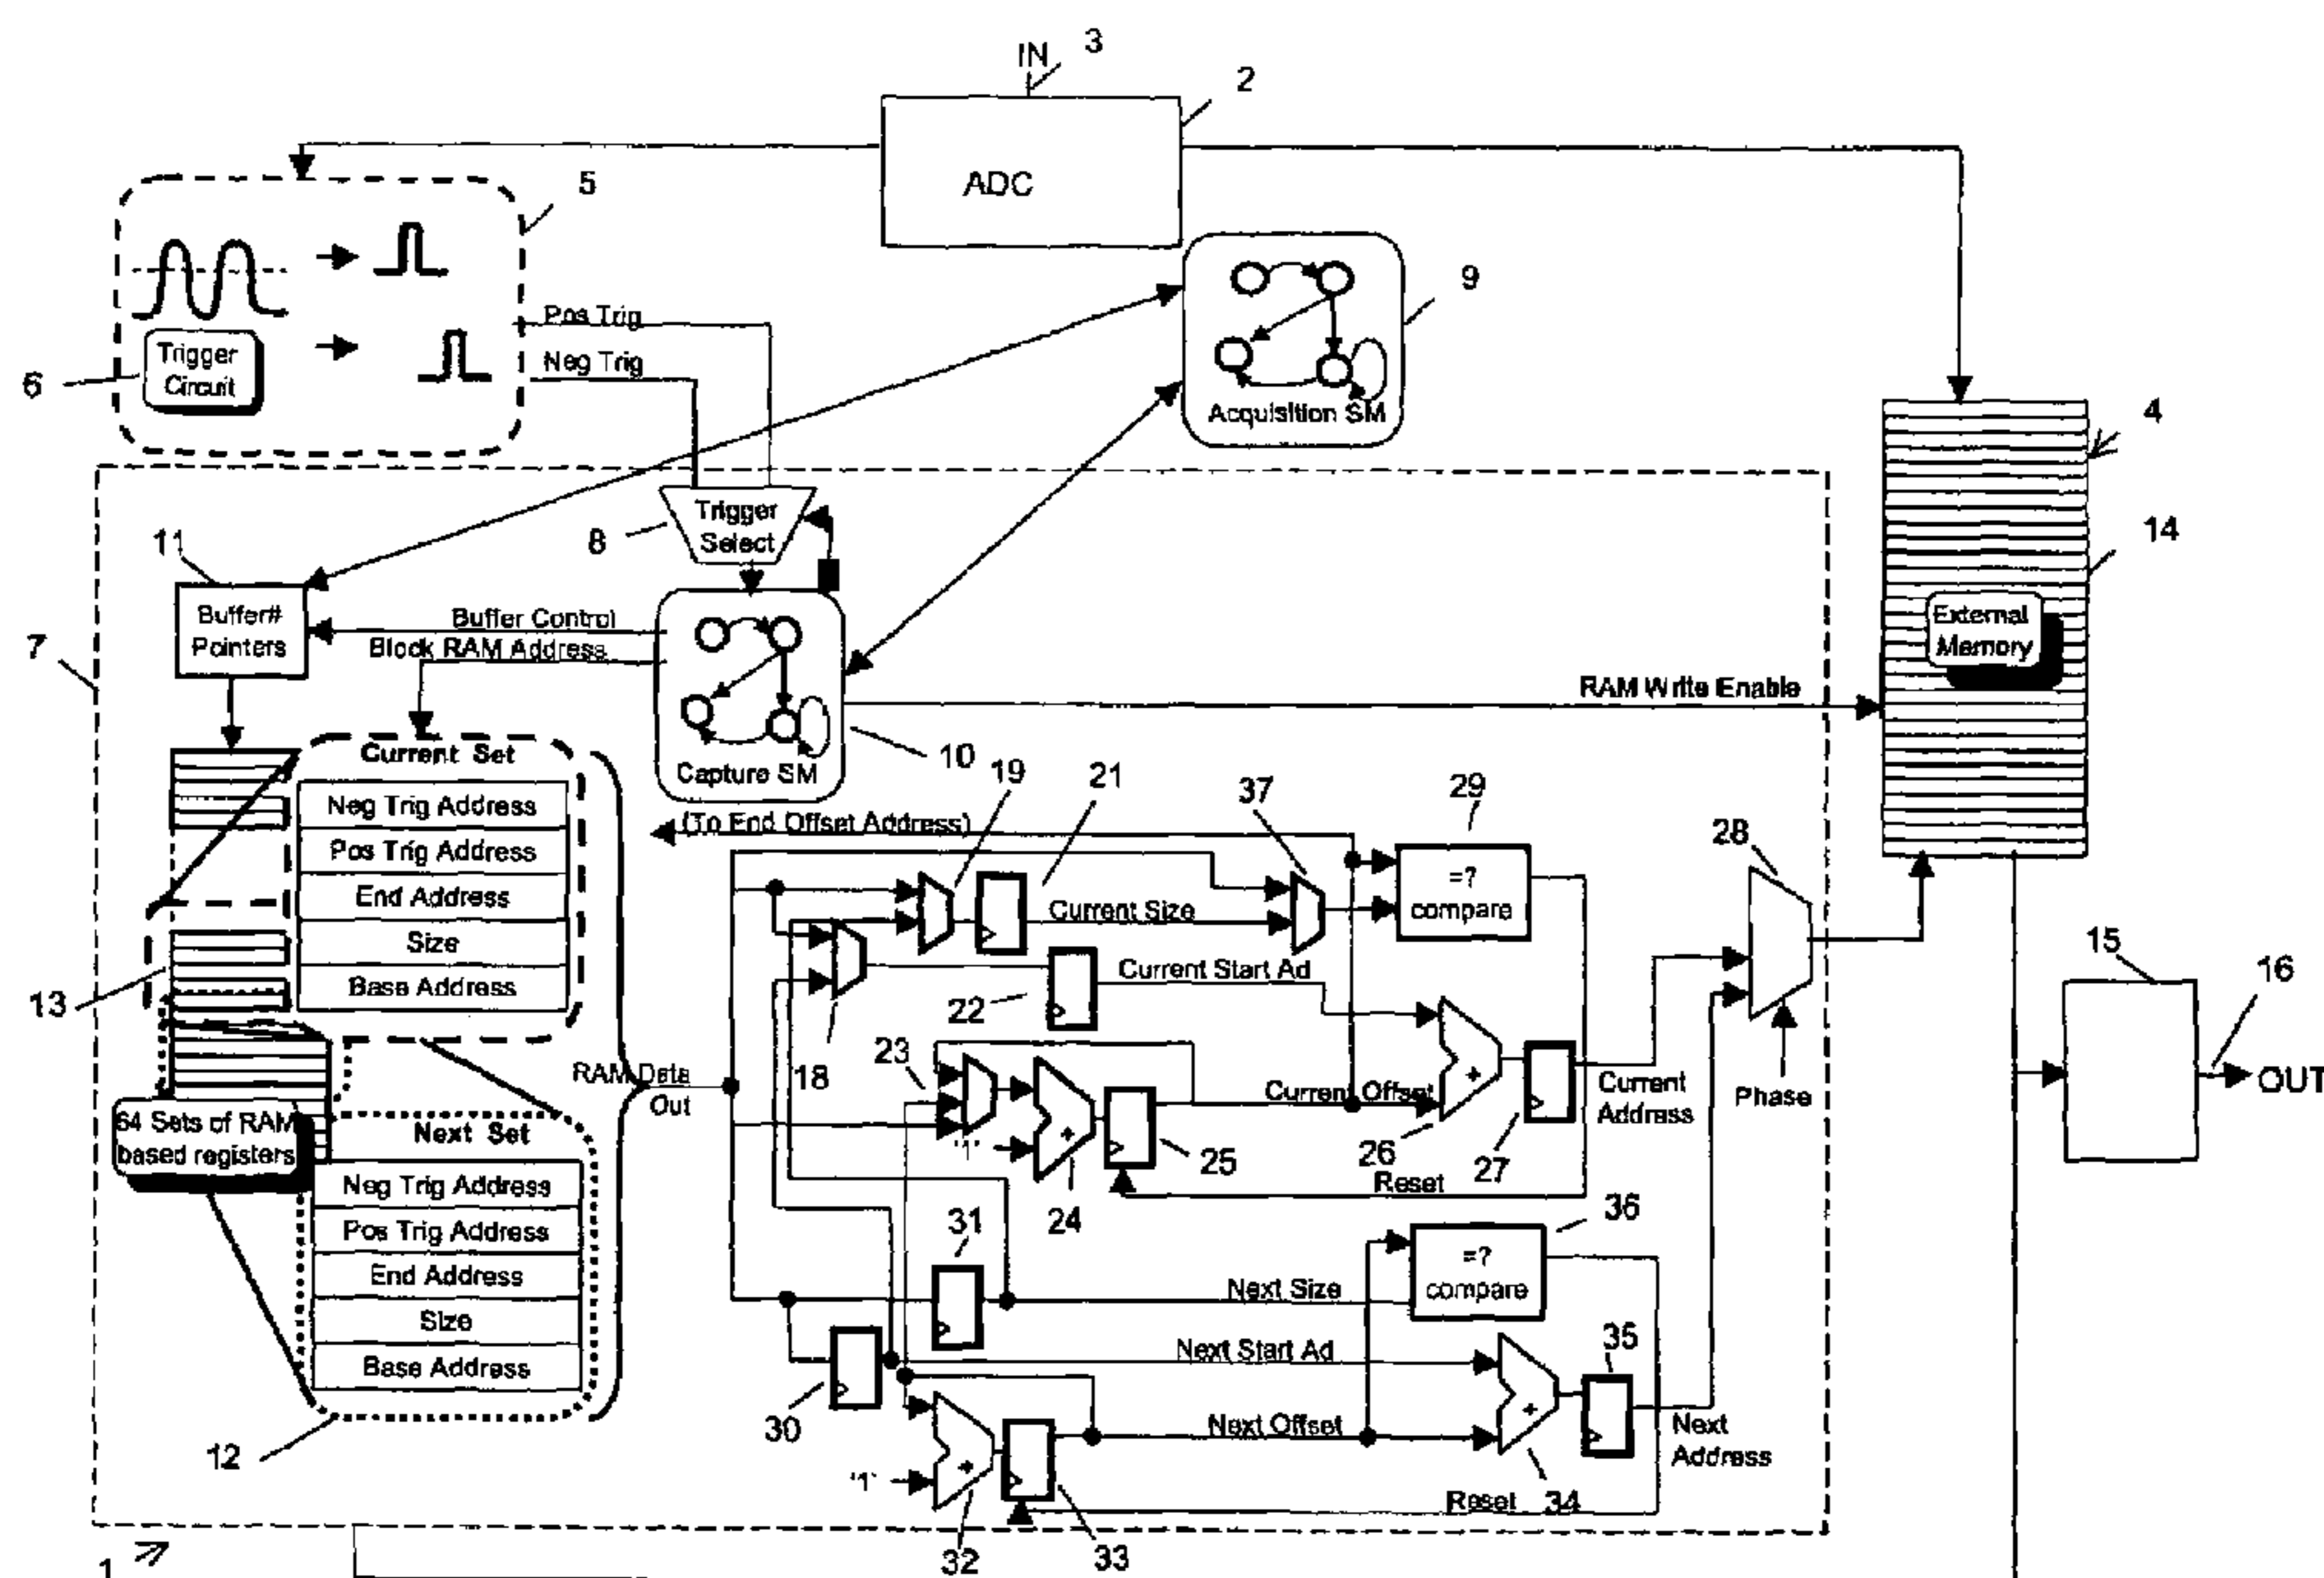 IN
3
2
ADC
5
9
Pos Trig
Neg Trig
Trigger
Circuit
6
Acquisition SM
4
Trigger
Select
8
11
14
Buffer#
Pointers
Buffer Control
Block RAM Address
External
Memory
7
RAM Write Enable
10
Capture SM
Current Set
Neg Trig Address
Pos Trig Address
End Address
Size
Base Address
13
(To End Offset Address)
19
21
37
29
28
=?
compare
Current Size
Current Start Ad
22
18
23
RAM Data
Out
'1'
24
25
Current Offset
26
27
Current
Address
Phase
Reset
15
16
OUT
64 Sets of RAM
based registers
Next Set
Neg Trig Address
Pos Trig Address
End Address
Size
Base Address
12
31
36
=?
compare
Next Size
Next Start Ad
35
30
Next Offset
Next
Address
'1'
Reset
34
32
33
1